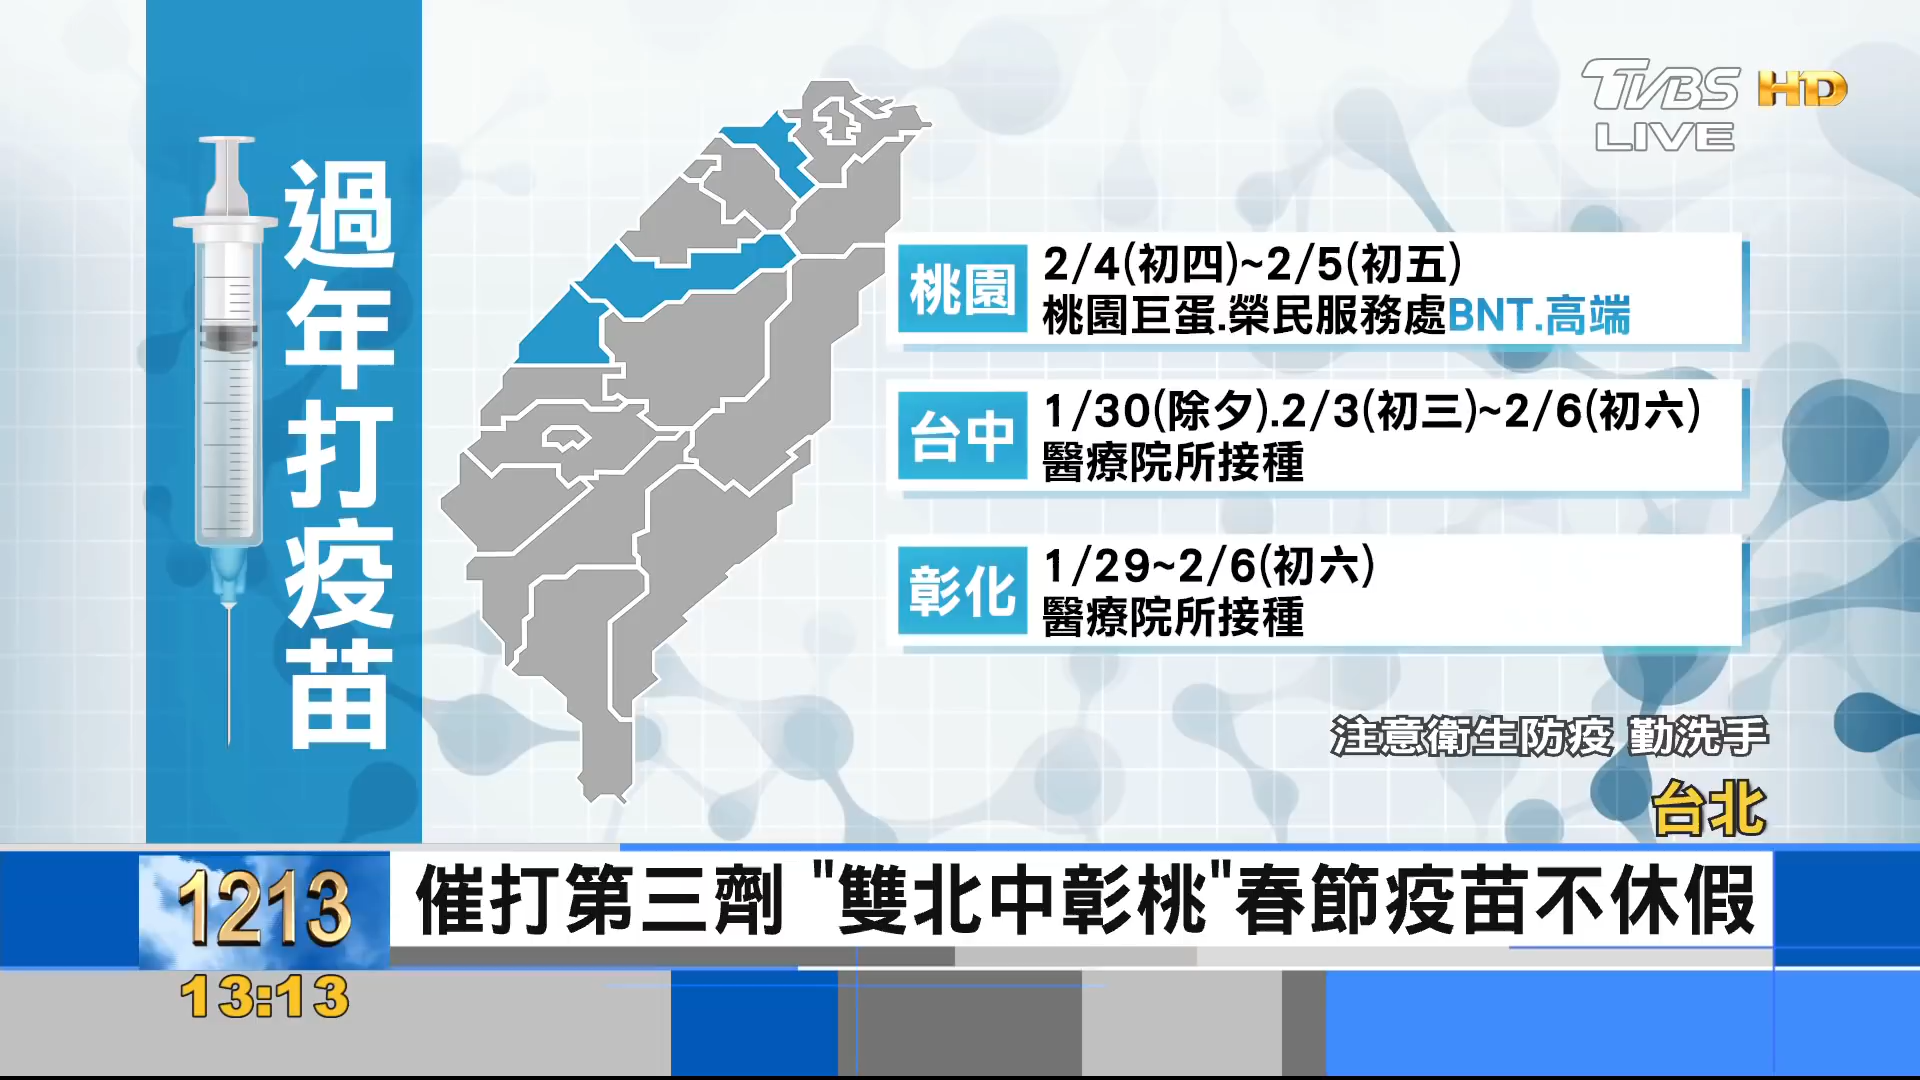 TVBS HD
LIVE
過年打疫苗
桃園
2/4(初四)~2/5(初五)
桃園巨蛋.榮民服務處BNT.高端
台中
1/30(除夕).2/3(初三)~2/6(初六)
醫療院所接種
彰化
1/29~2/6(初六)
醫療院所接種
注意衛生防疫 勤洗手
台北
1213
催打第三劑 "雙北中彰桃"春節疫苗不休假
13:13